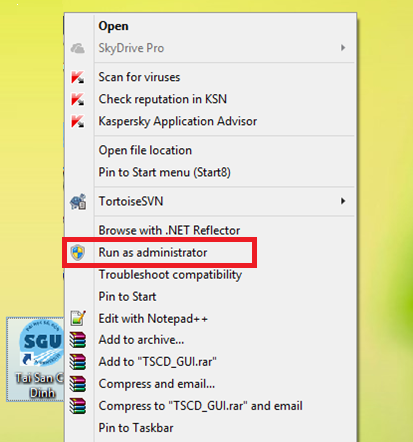 Open
SkyDrive Pro
Scan for viruses
Check reputation in KSN
Kaspersky Application Advisor
Open file location
Pin to Start menu (Start8)
TortoiseSVN
Browse with .NET Reflector
Run as administrator
Troubleshoot compatibility
Pin to Start
Edit with Notepad++
Add to archive...
Add to "TSCD_GUI.rar"
Compress and email...
Compress to "TSCD_GUI.rar" and email
Pin to Taskbar
SGU
Tai San C
Dinh